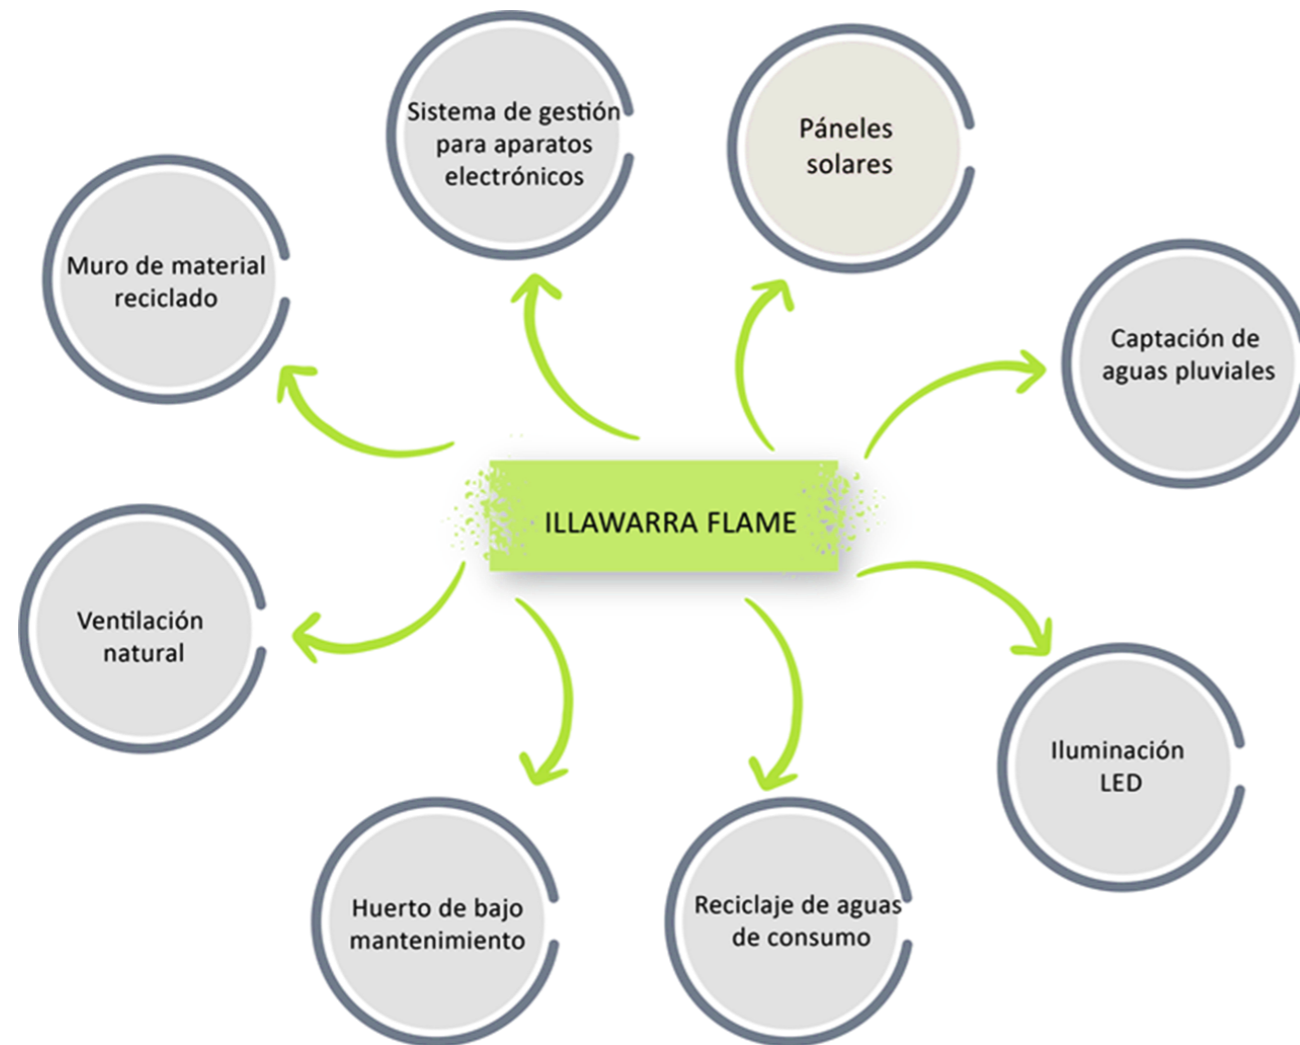 Sistema de gestión
para aparatos
electrónicos
Páneles
solares
Muro de material
reciclado
Captación de
aguas pluviales
ILLAWARRA FLAME
Ventilación
natural
Iluminación
LED
Huerto de bajo
mantenimiento
Reciclaje de aguas
de consumo